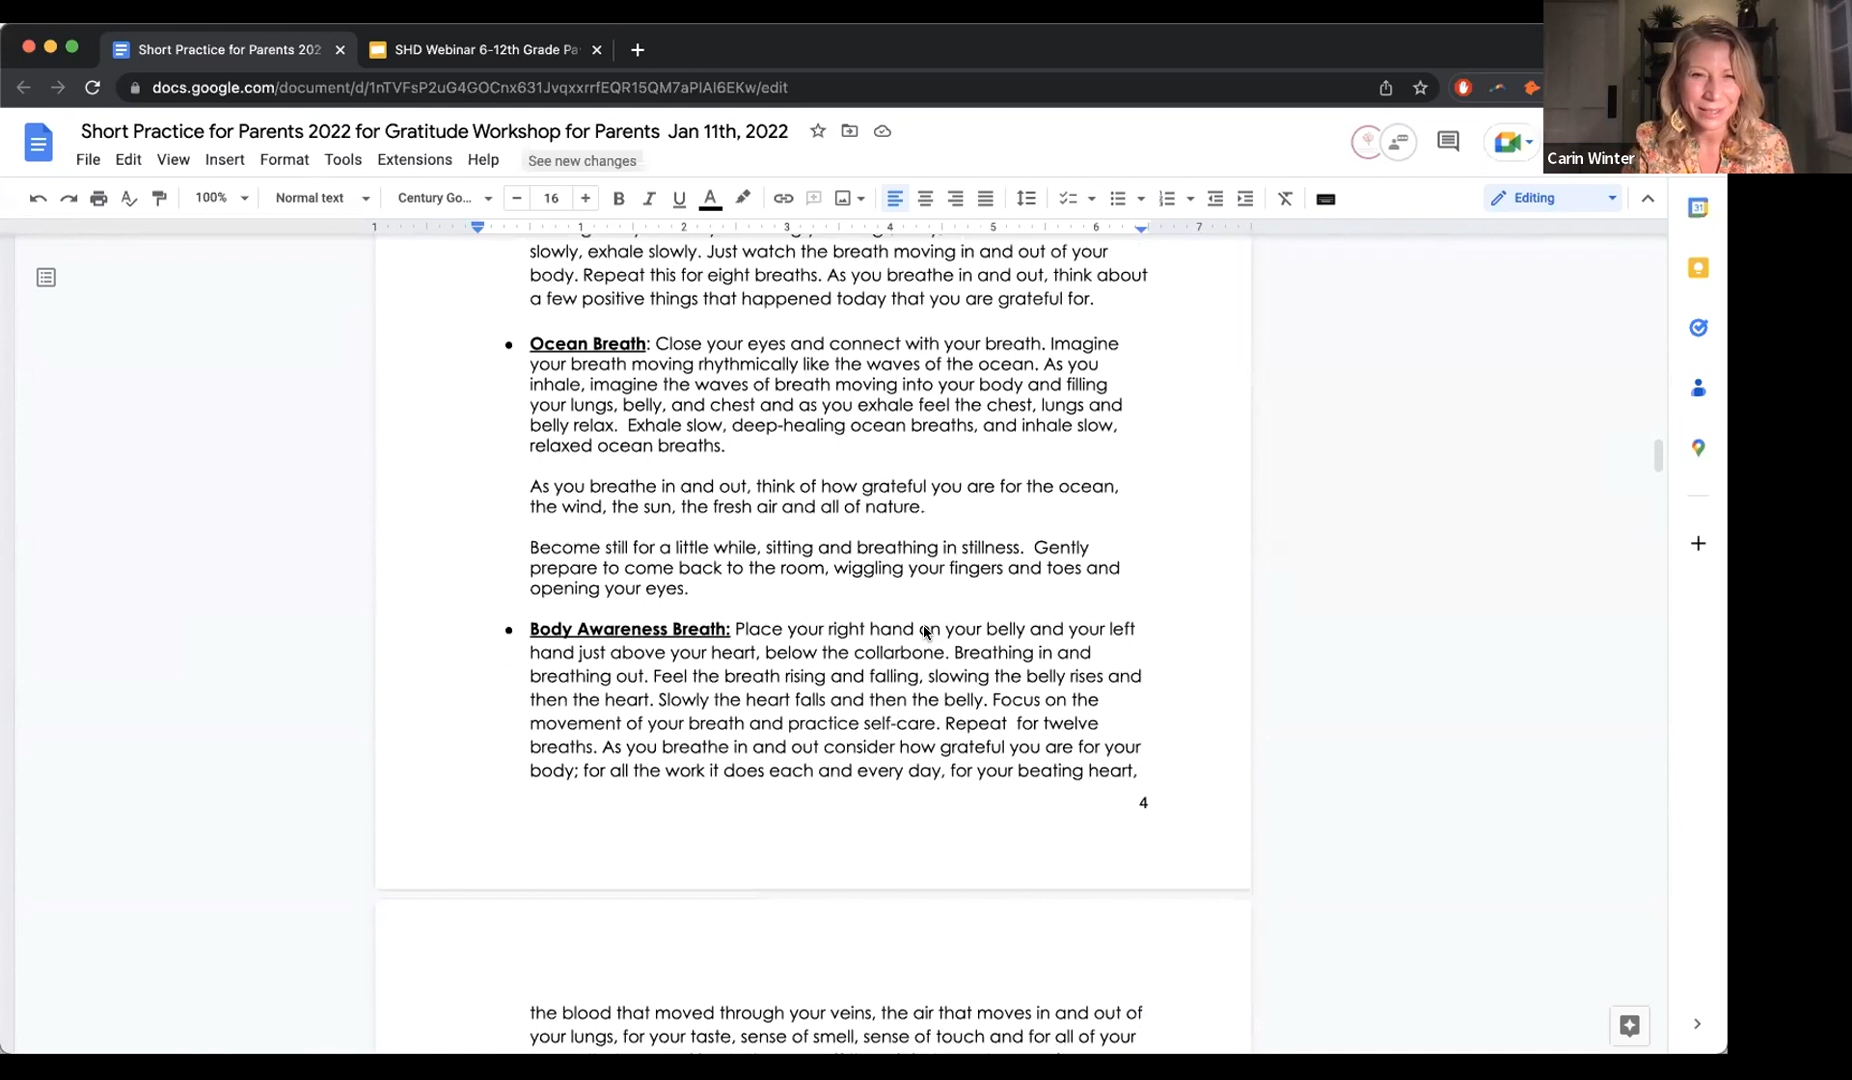 Short Practice for Parents 202
SHD Webinar 6-12th Grade Pa
docs.google.com/document/d/1nTVFsP2uG4GOCnx631JvqxxrrfEQR15QM7aPIAI6EKw/edit
Short Practice for Parents 2022 for Gratitude Workshop for Parents Jan 11th, 2022
Carin Winter
File Edit View Insert Format Tools Extensions Help See new changes
100% Normal text Century Go... 16 B I U A Editing
1 1 2 3 4 5 6 7
31
slowly, exhale slowly. Just watch the breath moving in and out of your
body. Repeat this for eight breaths. As you breathe in and out, think about
a few positive things that happened today that you are grateful for.
• Ocean Breath: Close your eyes and connect with your breath. Imagine
your breath moving rhythmically like the waves of the ocean. As you
inhale, imagine the waves of breath moving into your body and filling
your lungs, belly, and chest and as you exhale feel the chest, lungs and
belly relax. Exhale slow, deep-healing ocean breaths, and inhale slow,
relaxed ocean breaths.
As you breathe in and out, think of how grateful you are for the ocean,
the wind, the sun, the fresh air and all of nature.
Become still for a little while, sitting and breathing in stillness. Gently
prepare to come back to the room, wiggling your fingers and toes and
opening your eyes.
• Body Awareness Breath: Place your right hand on your belly and your left
hand just above your heart, below the collarbone. Breathing in and
breathing out. Feel the breath rising and falling, slowing the belly rises and
then the heart. Slowly the heart falls and then the belly. Focus on the
movement of your breath and practice self-care. Repeat for twelve
breaths. As you breathe in and out consider how grateful you are for your
body; for all the work it does each and every day, for your beating heart,
4
the blood that moved through your veins, the air that moves in and out of
your lungs, for your taste, sense of smell, sense of touch and for all of your